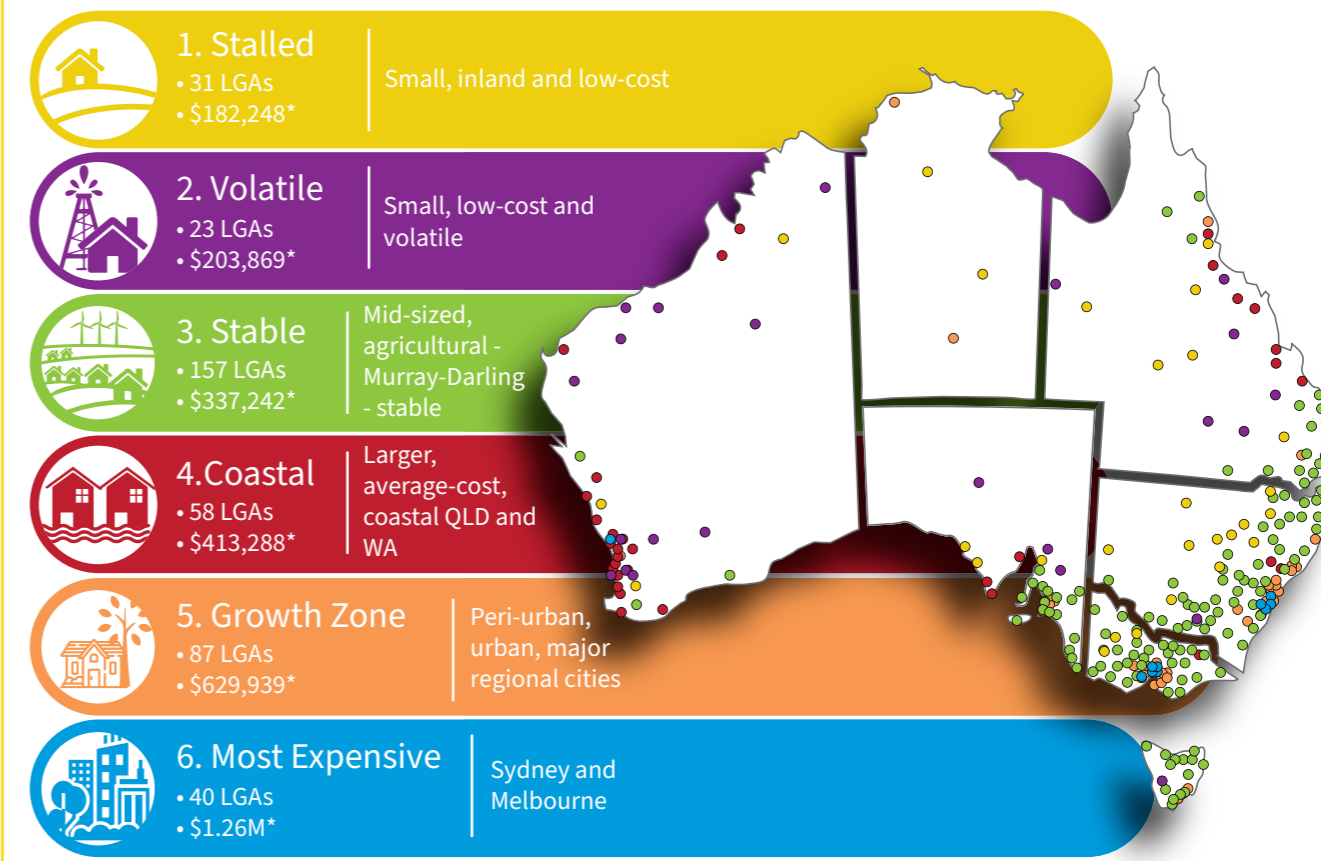 1. Stalled
• 31 LGAs
• $182,248*
Small, inland and low-cost
2. Volatile
• 23 LGAs
• $203,869*
Small, low-cost and
volatile
3. Stable
• 157 LGAs
• $337,242*
Mid-sized,
agricultural -
Murray-Darling
- stable
4.Coastal
• 58 LGAs
• $413,288*
Larger,
average-cost,
coastal QLD and
WA
5. Growth Zone
• 87 LGAs
• $629,939*
Peri-urban,
urban, major
regional cities
6. Most Expensive
• 40 LGAs
• $1.26M*
Sydney and
Melbourne